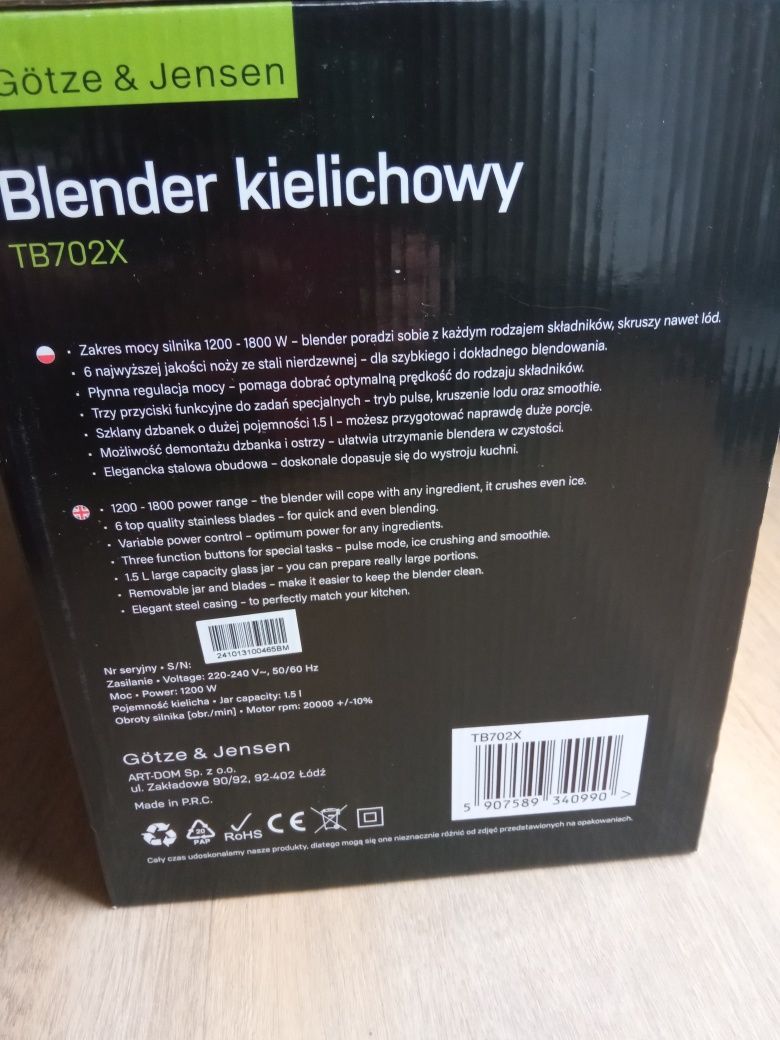 Götze & Jensen
Blender kielichowy
TB702X
• Zakres mocy silnika 1200 - 1800 W – blender poradzi sobie z każdym rodzajem składników, skruszy nawet lód.
• 6 najwyższej jakości noży ze stali nierdzewnej – dla szybkiego i dokładnego blendowania.
• Płynna regulacja mocy – pomaga dobrać optymalną prędkość do rodzaju składników.
• Trzy przyciski funkcyjne do zadań specjalnych – tryb pulse, kruszenie lodu oraz smoothie.
• Szklany dzbanek o dużej pojemności 1.5 l – możesz przygotować naprawdę duże porcje.
• Możliwość demontażu dzbanka i ostrzy – ułatwia utrzymanie blendera w czystości.
• Elegancka stalowa obudowa – doskonale dopasuje się do wystroju kuchni.
• 1200 - 1800 power range – the blender will cope with any ingredient, it crushes even ice.
• 6 top quality stainless blades – for quick and even blending.
• Variable power control – optimum power for any ingredients.
• Three function buttons for special tasks – pulse mode, ice crushing and smoothie.
• 1.5 L large capacity glass jar – you can prepare really large portions.
• Removable jar and blades – make it easier to keep the blender clean.
• Elegant steel casing – to perfectly match your kitchen.
241013100465BM
Nr seryjny • S/N:
Zasilanie • Voltage: 220-240 V~, 50/60 Hz
Moc • Power: 1200 W
Pojemność kielicha • Jar capacity: 1.5 l
Obroty silnika [obr./min] • Motor rpm: 20000 +/-10%
Götze & Jensen
ART-DOM Sp. z o.o.
ul. Zakładowa 90/92, 92-402 Łódź
Made in P.R.C.
TB702X
5 907589 340990 >
20
PAP
RoHS
CE
Cały czas udoskonalamy nasze produkty, dlatego mogą się one nieznacznie różnić od zdjęć przedstawionych na opakowaniach.